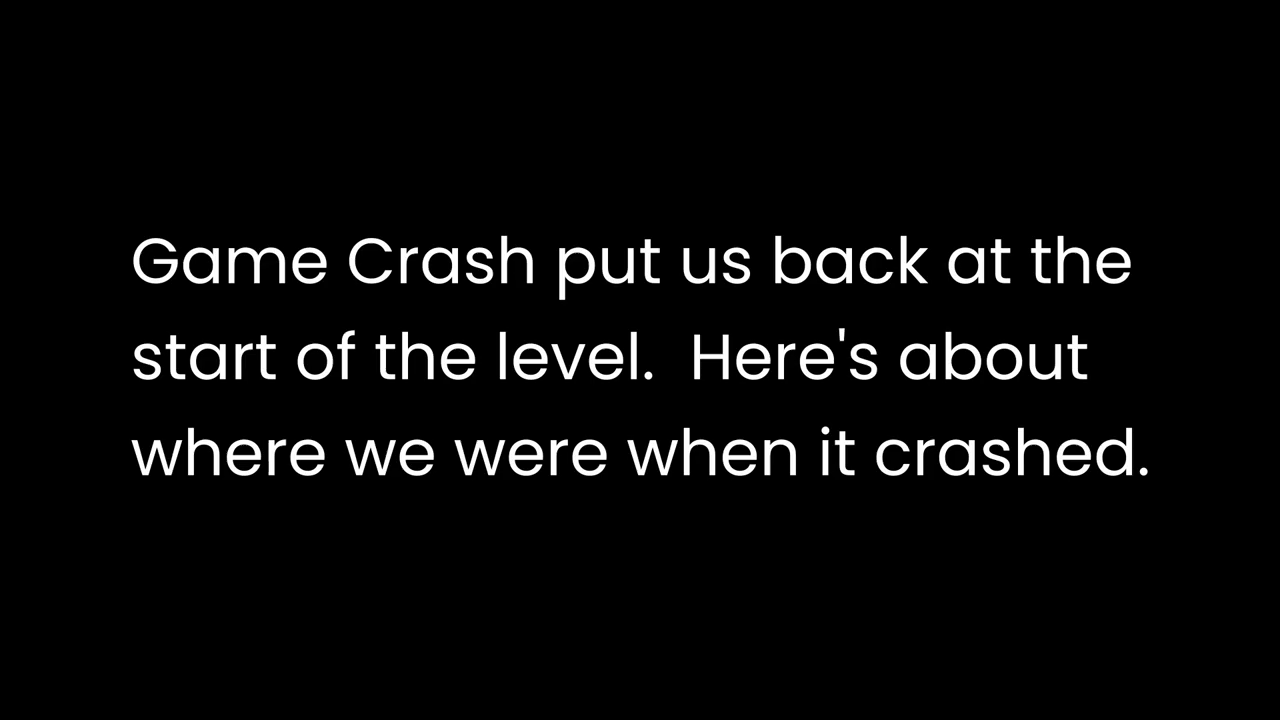 Game Crash put us back at the
start of the level.  Here's about
where we were when it crashed.